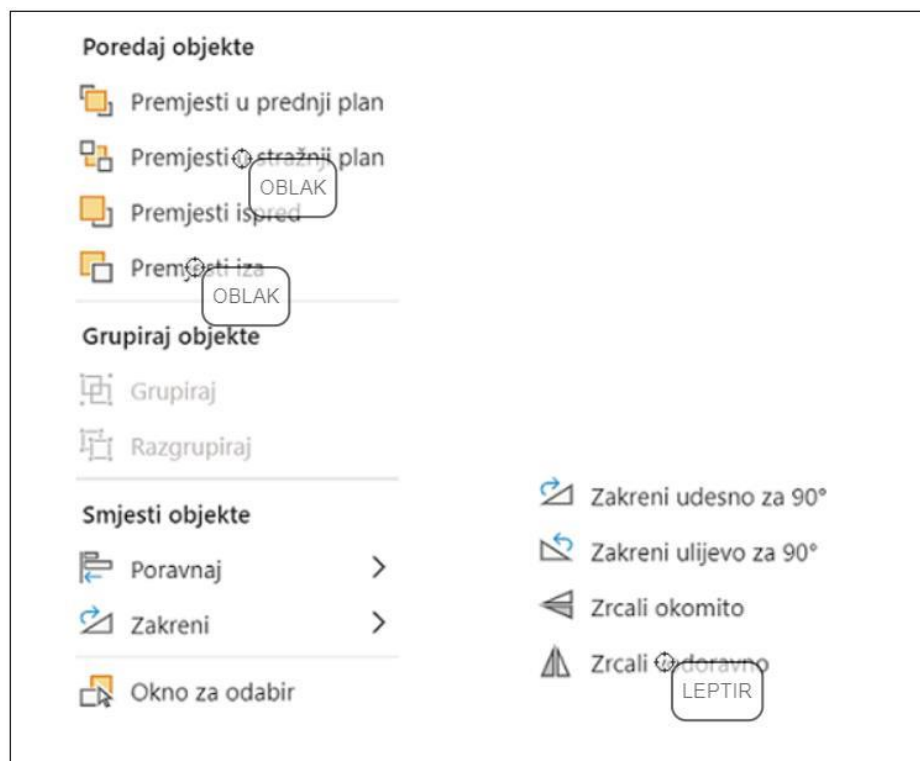 Poredaj objekte
Premjesti u prednji plan
Premjesti u stražnji plan
OBLAK
Premjesti ispred
Premjesti iza
OBLAK
Grupiraj objekte
Grupiraj
Razgrupiraj
Smjesti objekte
Poravnaj
Zakreni
Okno za odabir
Zakreni udesno za 90°
Zakreni ulijevo za 90°
Zrcali okomito
Zrcali vodoravno
LEPTIR